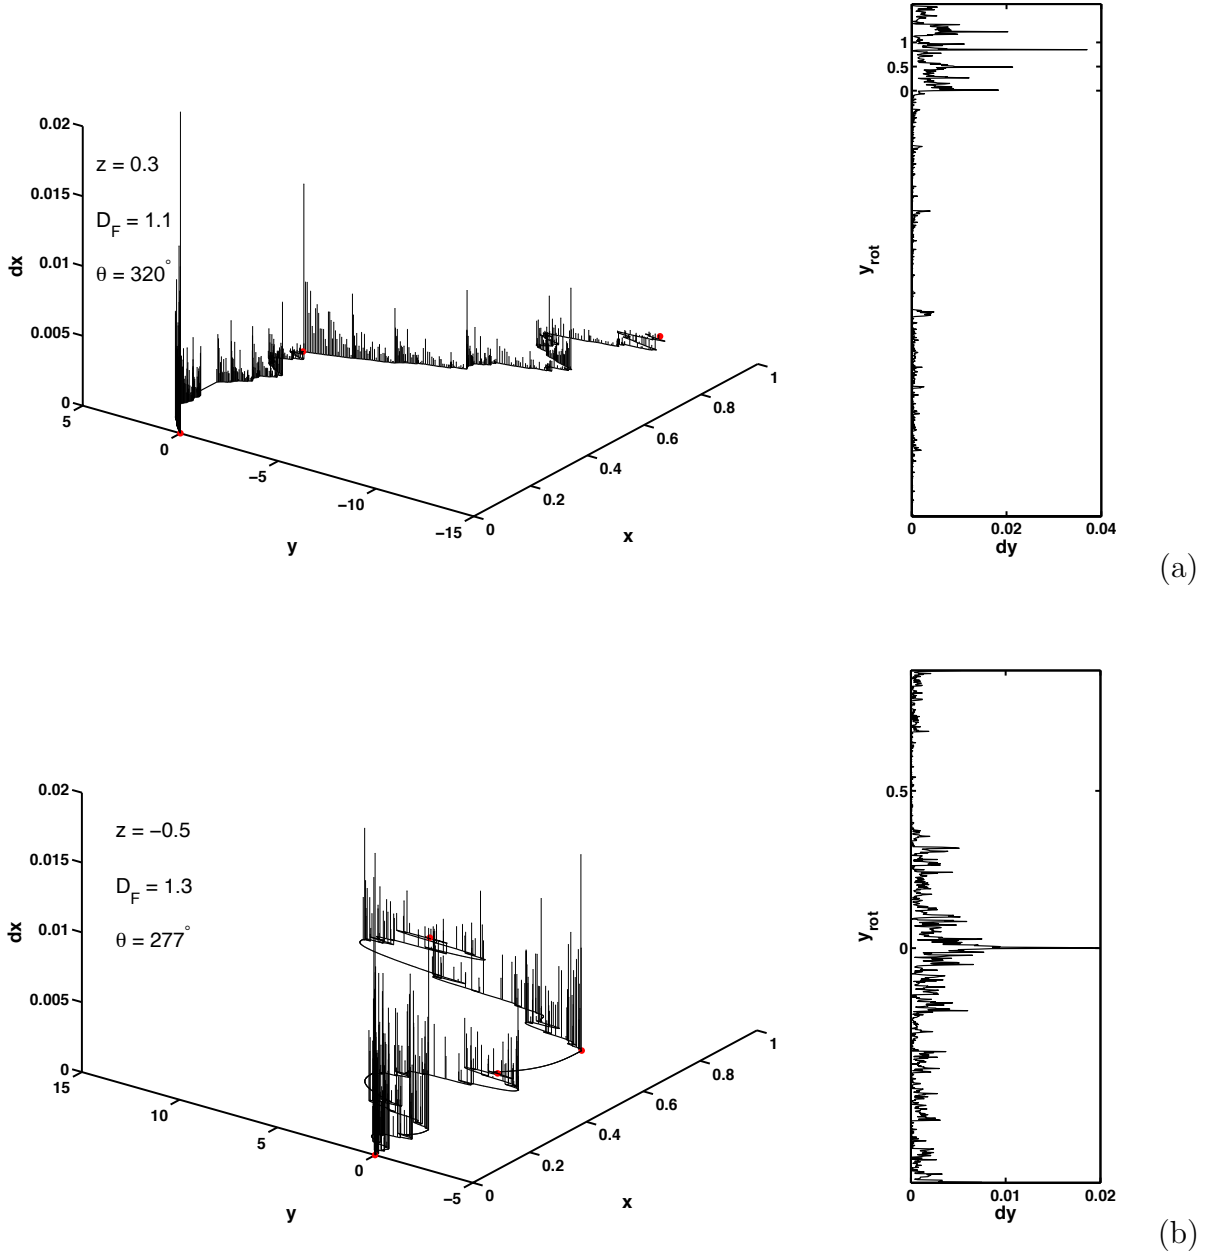 0.02
0.015
0.01
0.005
0
dx
z = 0.3
D_F = 1.1
θ = 320°
5
0
−5
−10
−15
y
0
0.2
0.4
0.6
0.8
1
x
1
0.5
0
y_rot
0
0.02
0.04
dy
(a)
0.02
0.015
0.01
0.005
0
dx
z = −0.5
D_F = 1.3
θ = 277°
15
10
5
0
−5
y
0
0.2
0.4
0.6
0.8
1
x
0.5
0
y_rot
0
0.01
0.02
dy
(b)